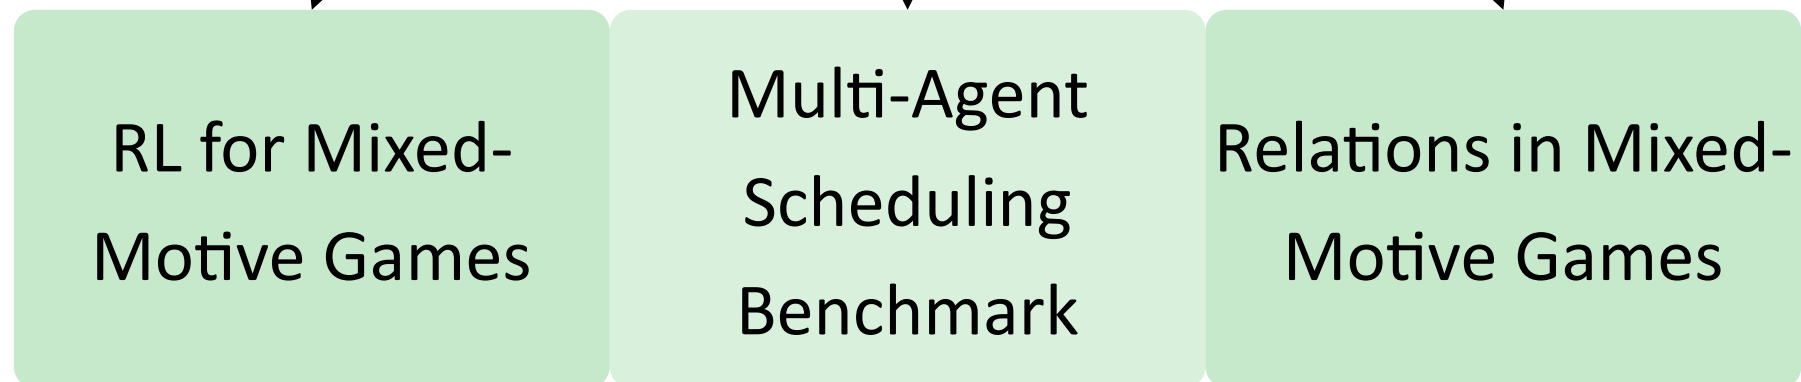 RL for Mixed-
Motive Games
Multi-Agent
Scheduling
Benchmark
Relations in Mixed-
Motive Games